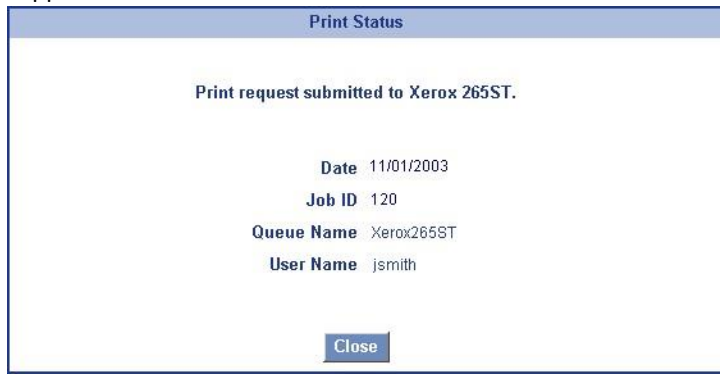 Print Status
Print request submitted to Xerox 265ST.
Date 11/01/2003
Job ID 120
Queue Name Xerox265ST
User Name jsmith
Close